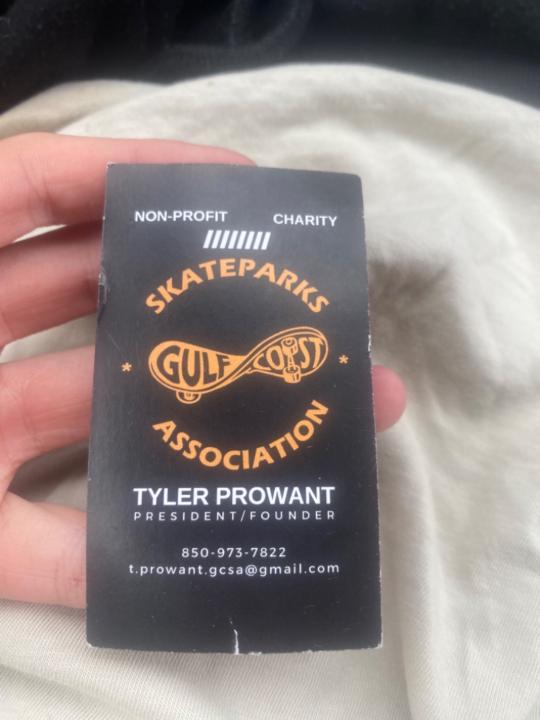 NON-PROFIT CHARITY
SKATEPARKS
* GULF COAST *
ASSOCIATION
TYLER PROWANT
PRESIDENT/FOUNDER
850-973-7822
t.prowant.gcsa@gmail.com